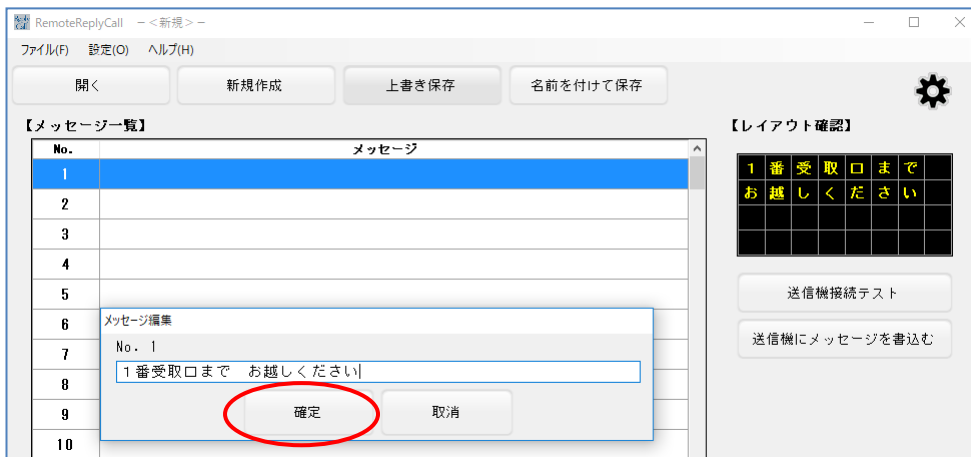 RemoteReplyCall －＜新規＞－
ファイル(F) 設定(O) ヘルプ(H)
開く 新規作成 上書き保存 名前を付けて保存
【メッセージ一覧】
No. メッセージ
1
2
3
4
5
6
7
8
9
10
メッセージ編集
No. 1
１番受取口まで　お越しください
確定 取消
【レイアウト確認】
１番受取口まで
お越しください
送信機接続テスト
送信機にメッセージを書込む